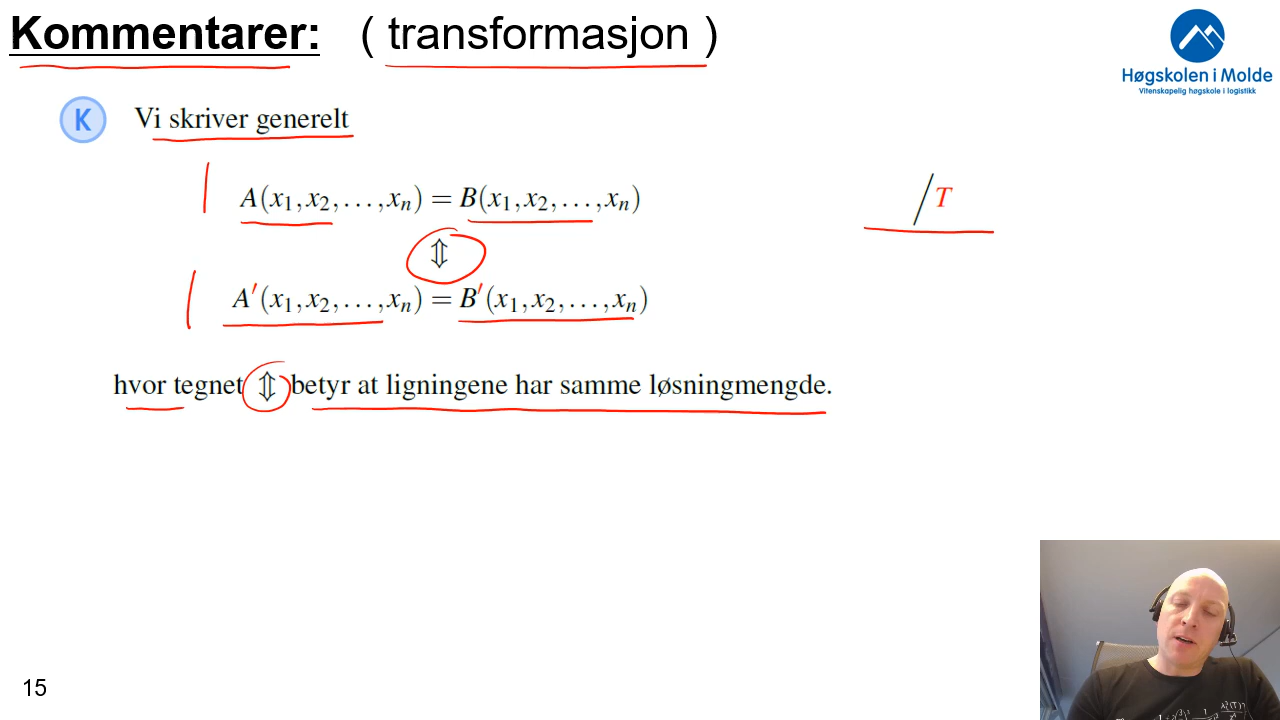 Kommentarer: ( transformasjon )
Høgskolen i Molde
Vitenskapelig høgskole i logistikk
K Vi skriver generelt
A(x₁,x₂,…,xₙ) = B(x₁,x₂,…,xₙ) /T
⇕
A′(x₁,x₂,…,xₙ) = B′(x₁,x₂,…,xₙ)
hvor tegnet ⇕ betyr at ligningene har samme løsningmengde.
15